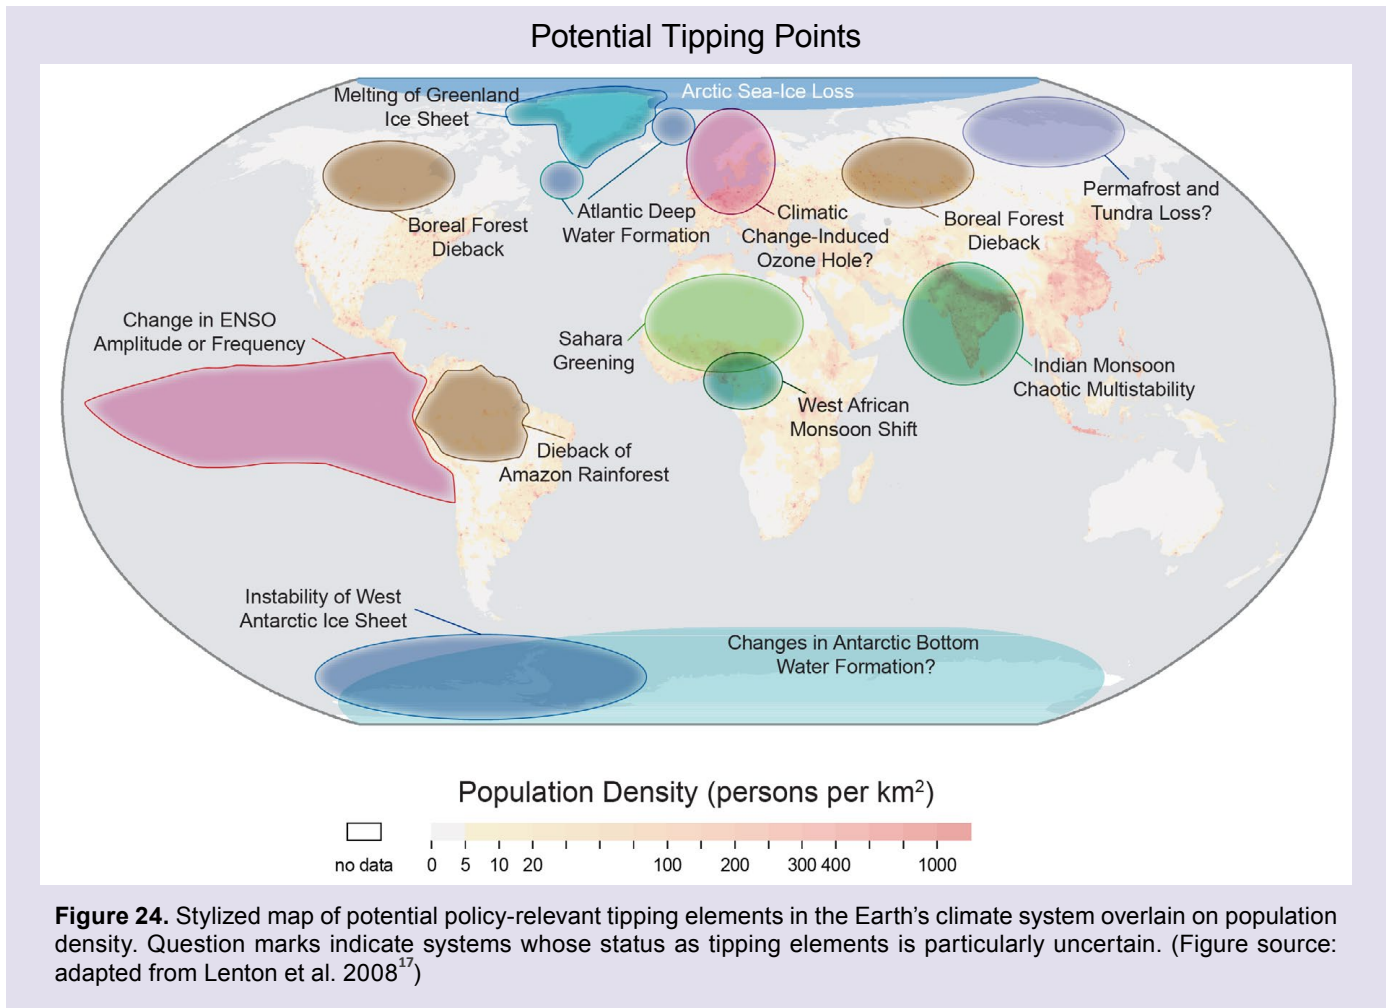 Potential Tipping Points
Melting of Greenland
Ice Sheet
Arctic Sea-Ice Loss
Boreal Forest
Dieback
Atlantic Deep
Water Formation
Climatic
Change-Induced
Ozone Hole?
Boreal Forest
Dieback
Permafrost and
Tundra Loss?
Change in ENSO
Amplitude or Frequency
Sahara
Greening
Indian Monsoon
Chaotic Multistability
West African
Monsoon Shift
Dieback of
Amazon Rainforest
Instability of West
Antarctic Ice Sheet
Changes in Antarctic Bottom
Water Formation?
Population Density (persons per km²)
no data 0 5 10 20 100 200 300 400 1000
Figure 24. Stylized map of potential policy-relevant tipping elements in the Earth’s climate system overlain on population
density. Question marks indicate systems whose status as tipping elements is particularly uncertain. (Figure source:
adapted from Lenton et al. 2008¹⁷)